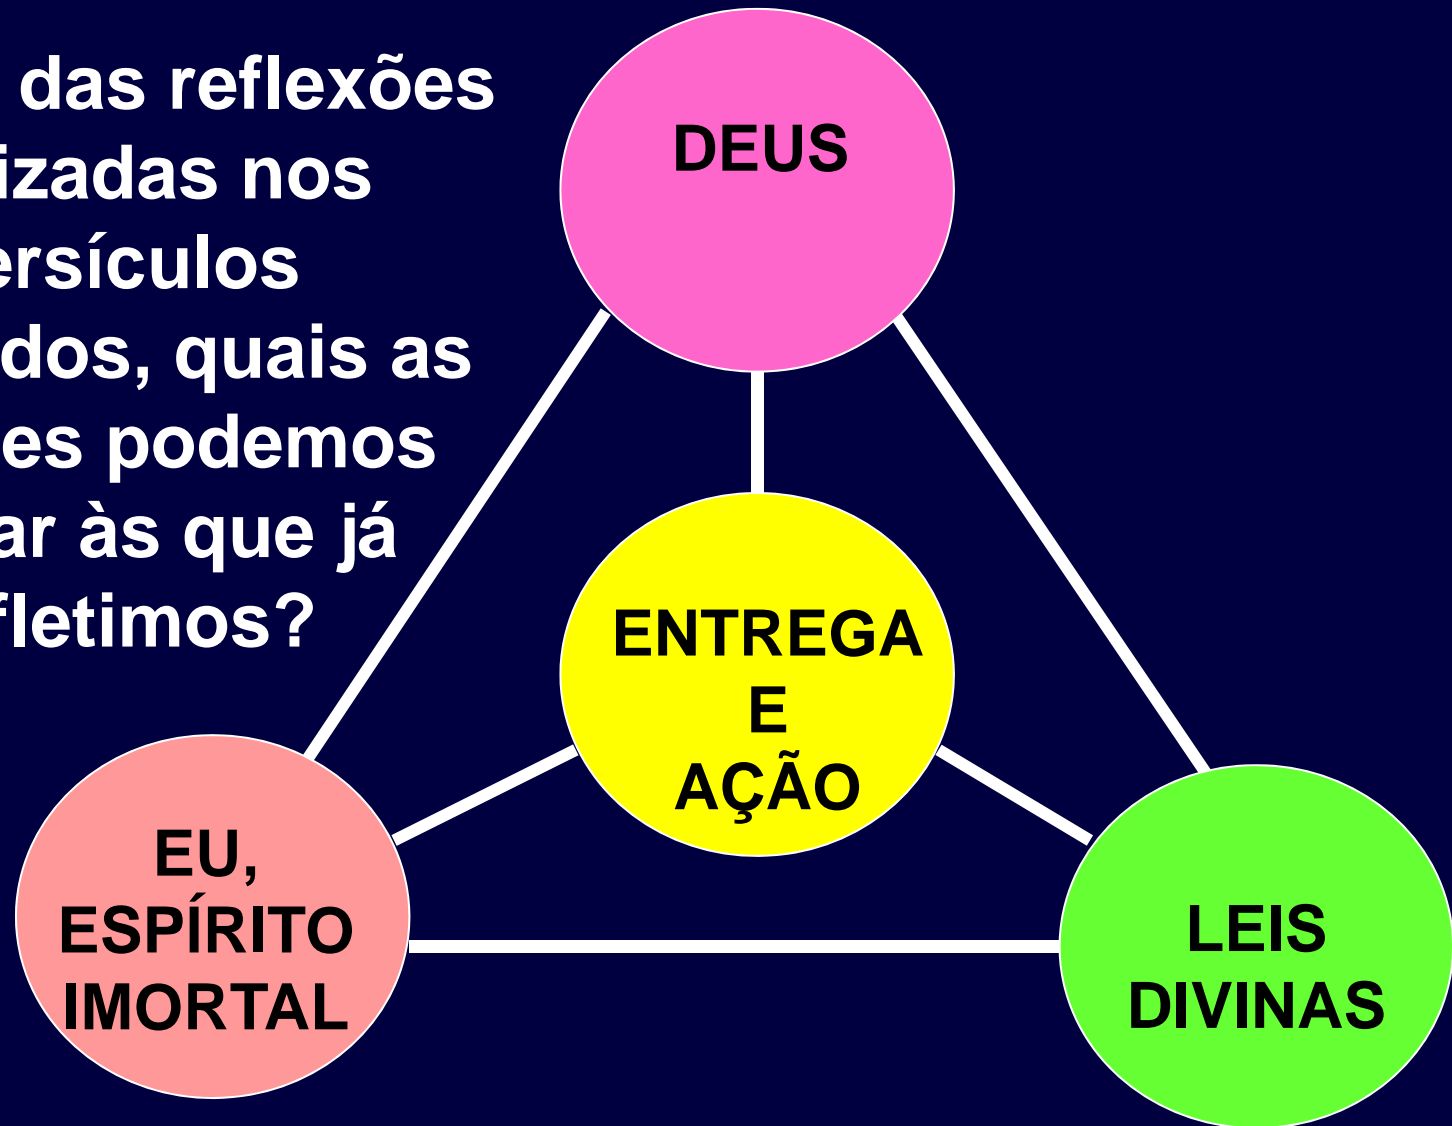 das reflexões
izadas nos
ersículos
dos, quais as
es podemos
ar às que já
fletimos?
DEUS
ENTREGA
E
AÇÃO
EU,
ESPÍRITO
IMORTAL
LEIS
DIVINAS